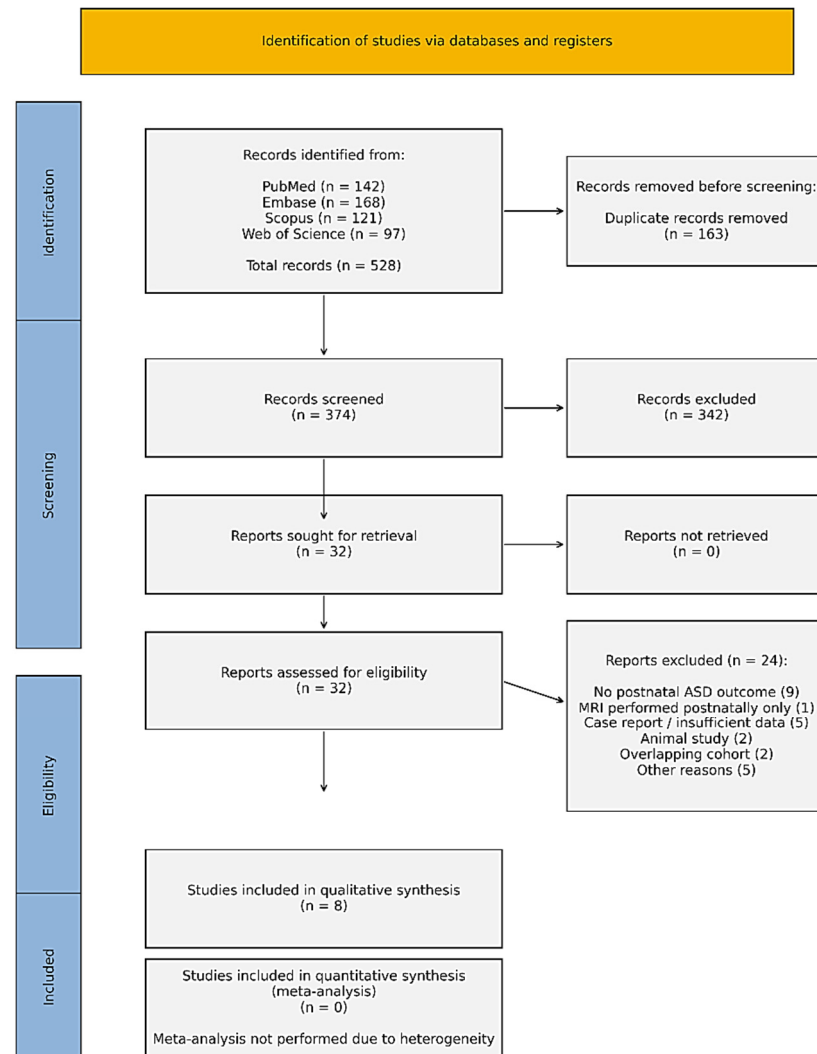 Identification of studies via databases and registers
Identification
Records identified from:
PubMed (n = 142)
Embase (n = 168)
Scopus (n = 121)
Web of Science (n = 97)
Total records (n = 528)
Records removed before screening:
Duplicate records removed
(n = 163)
Screening
Records screened
(n = 374)
Records excluded
(n = 342)
Reports sought for retrieval
(n = 32)
Reports not retrieved
(n = 0)
Eligibility
Reports assessed for eligibility
(n = 32)
Reports excluded (n = 24):
No postnatal ASD outcome (9)
MRI performed postnatally only (1)
Case report / insufficient data (5)
Animal study (2)
Overlapping cohort (2)
Other reasons (5)
Included
Studies included in qualitative synthesis
(n = 8)
Studies included in quantitative synthesis
(meta-analysis)
(n = 0)
Meta-analysis not performed due to heterogeneity